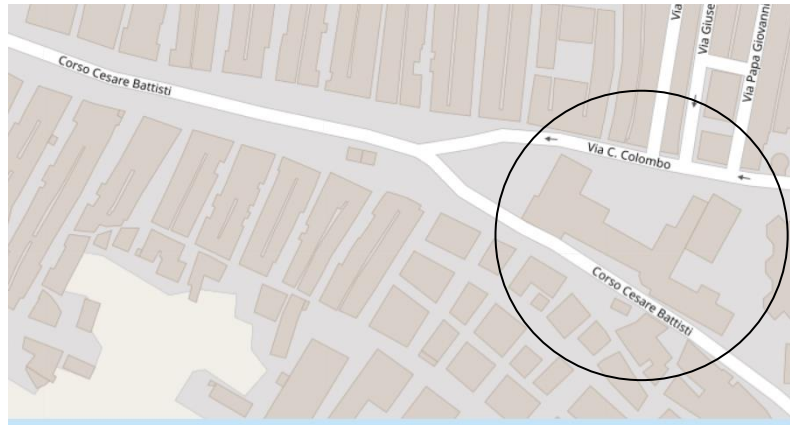 Via
Via Giuse
Via Papa Giovanni
Corso Cesare Battisti
Via C. Colombo
Corso Cesare Battisti